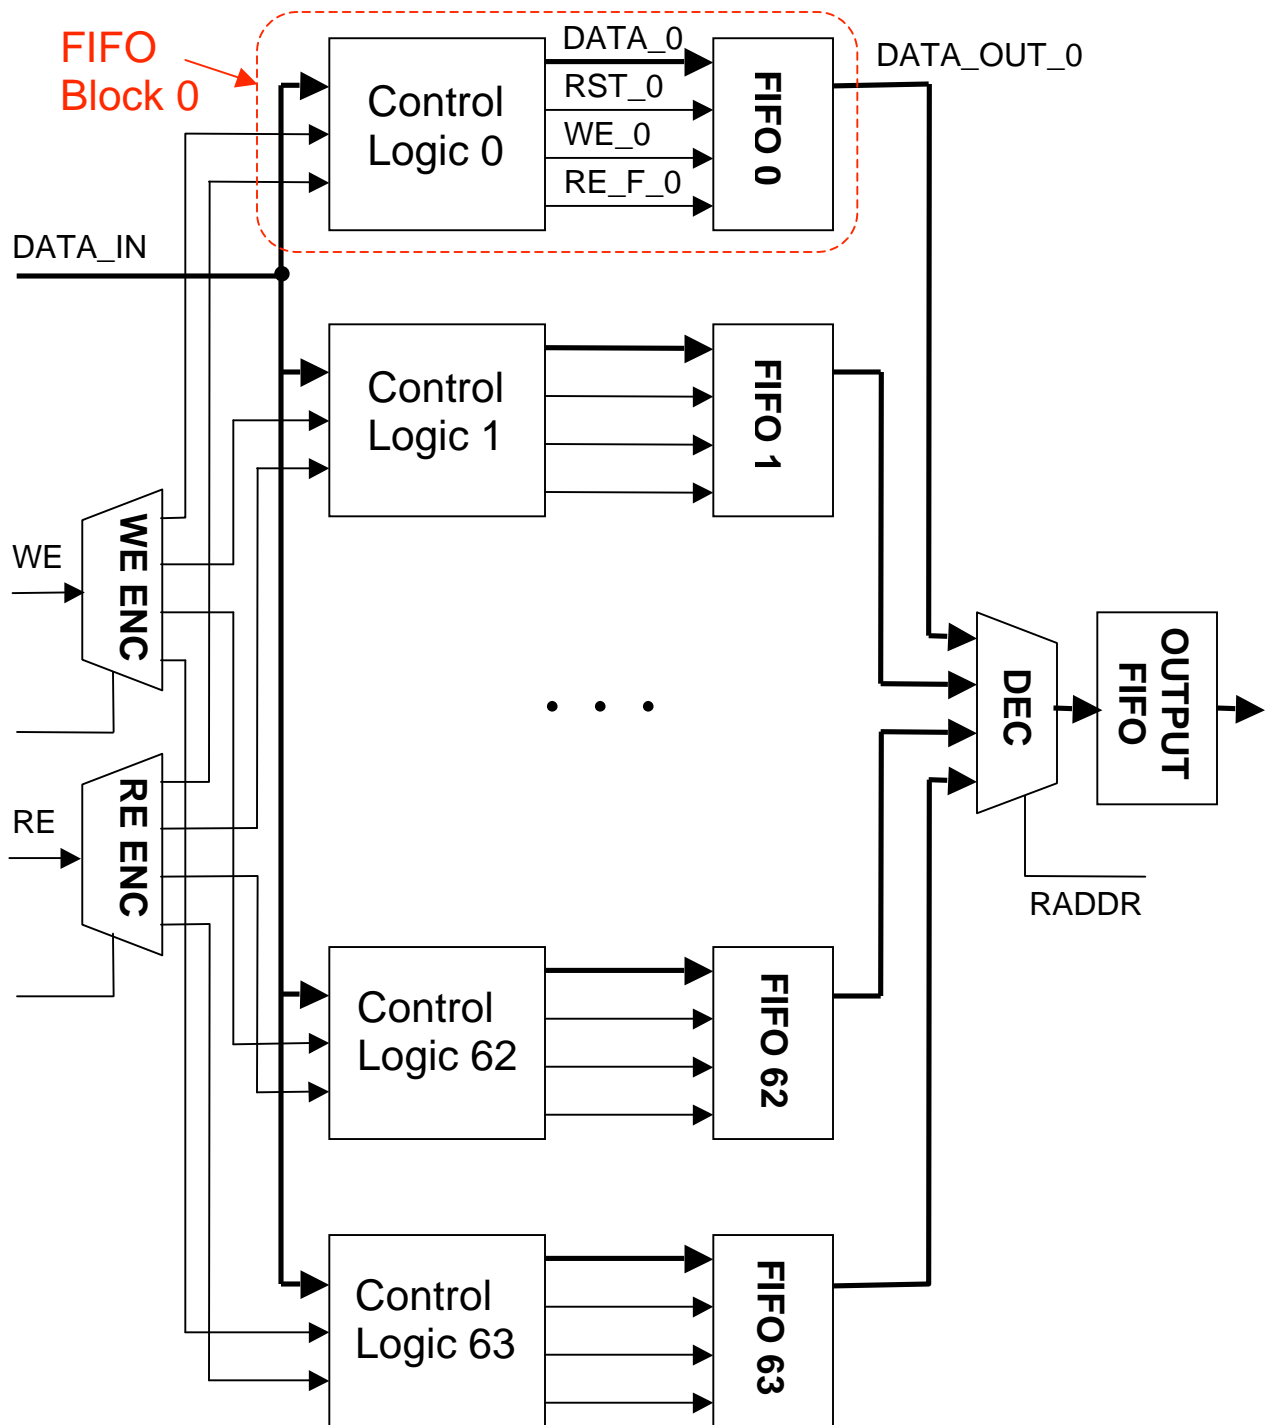 FIFO
Block 0
Control
Logic 0
DATA_0
RST_0
WE_0
RE_F_0
FIFO 0
DATA_OUT_0
DATA_IN
Control
Logic 1
FIFO 1
WE
WE ENC
RE
RE ENC
. . .
DEC
OUTPUT
FIFO
RADDR
Control
Logic 62
FIFO 62
Control
Logic 63
FIFO 63